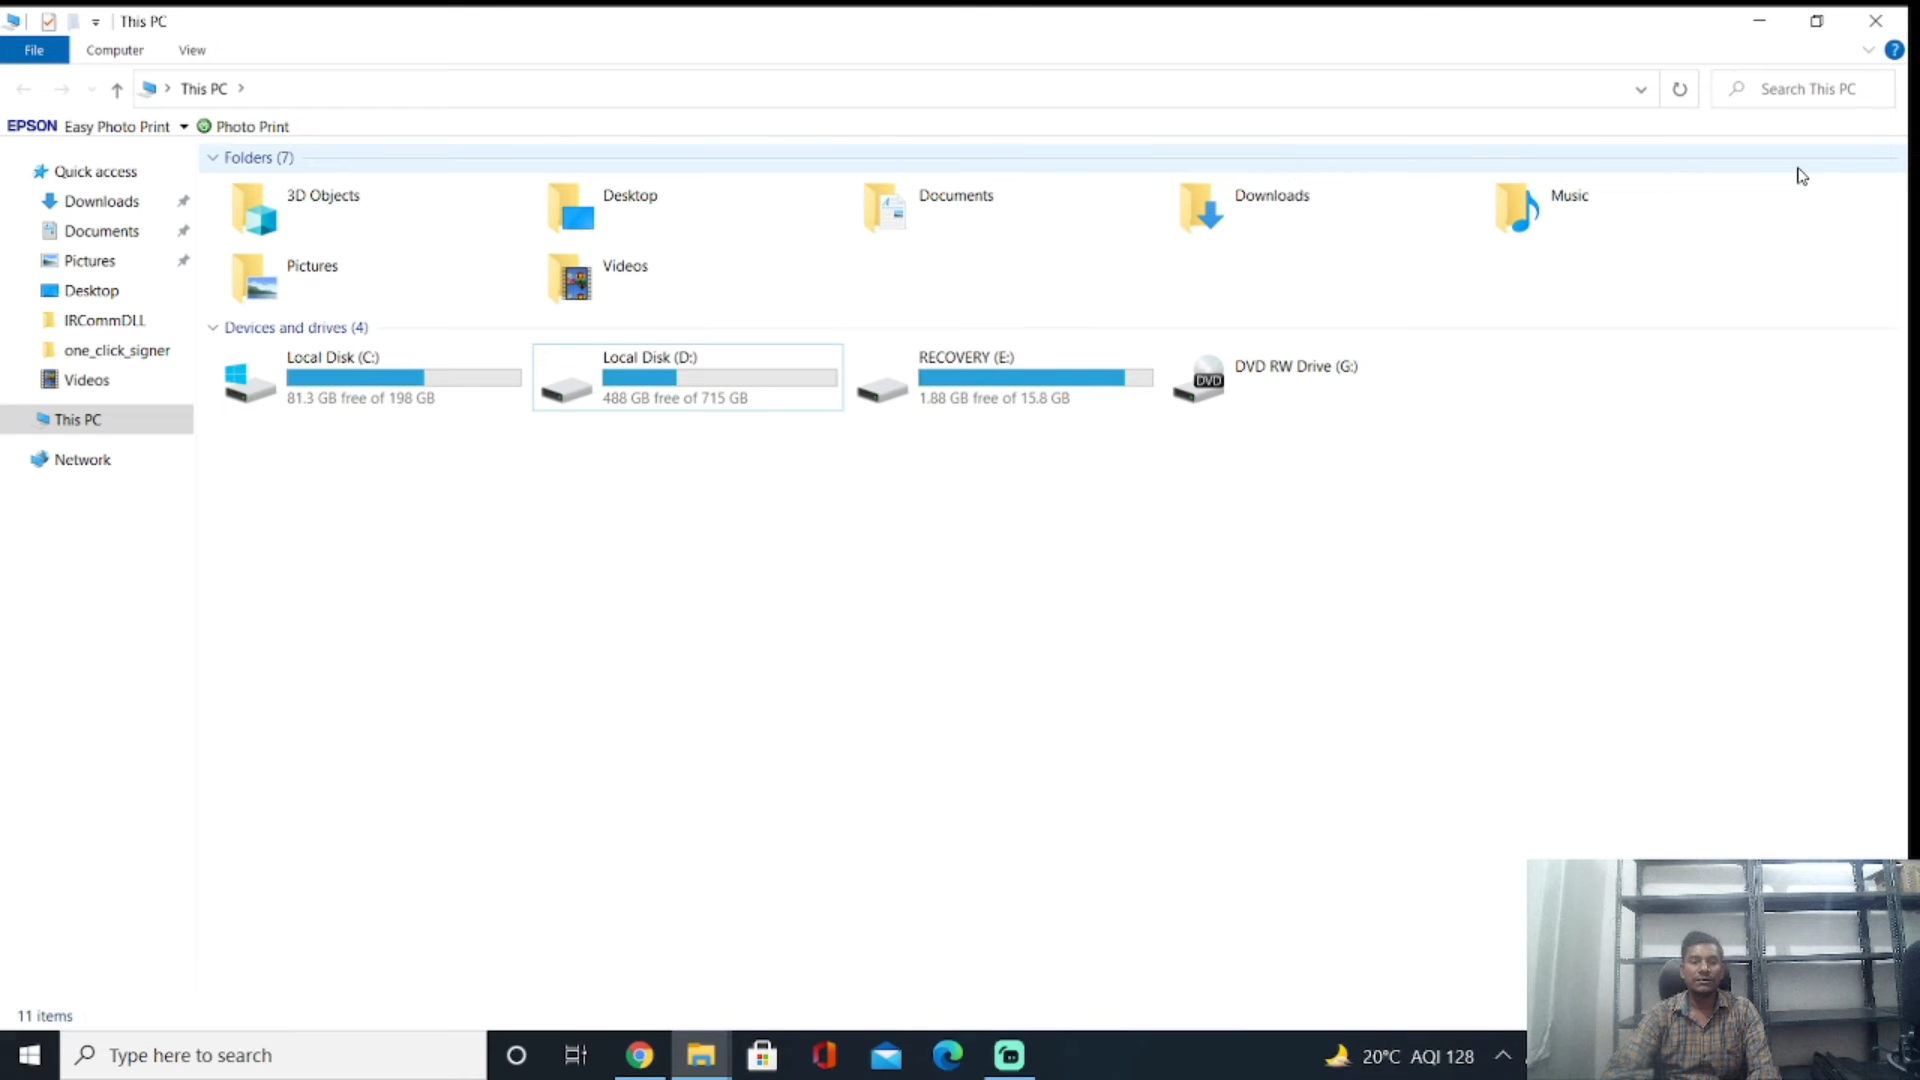 This PC
File Computer View
This PC
Search This PC
EPSON Easy Photo Print Photo Print
Quick access
Downloads
Documents
Pictures
Desktop
IRCommDLL
one_click_signer
Videos
This PC
Network
Folders (7)
3D Objects
Desktop
Documents
Downloads
Music
Pictures
Videos
Devices and drives (4)
Local Disk (C:)
81.3 GB free of 198 GB
Local Disk (D:)
488 GB free of 715 GB
RECOVERY (E:)
1.88 GB free of 15.8 GB
DVD RW Drive (G:)
DVD
11 items
Type here to search
20°C AQI 128